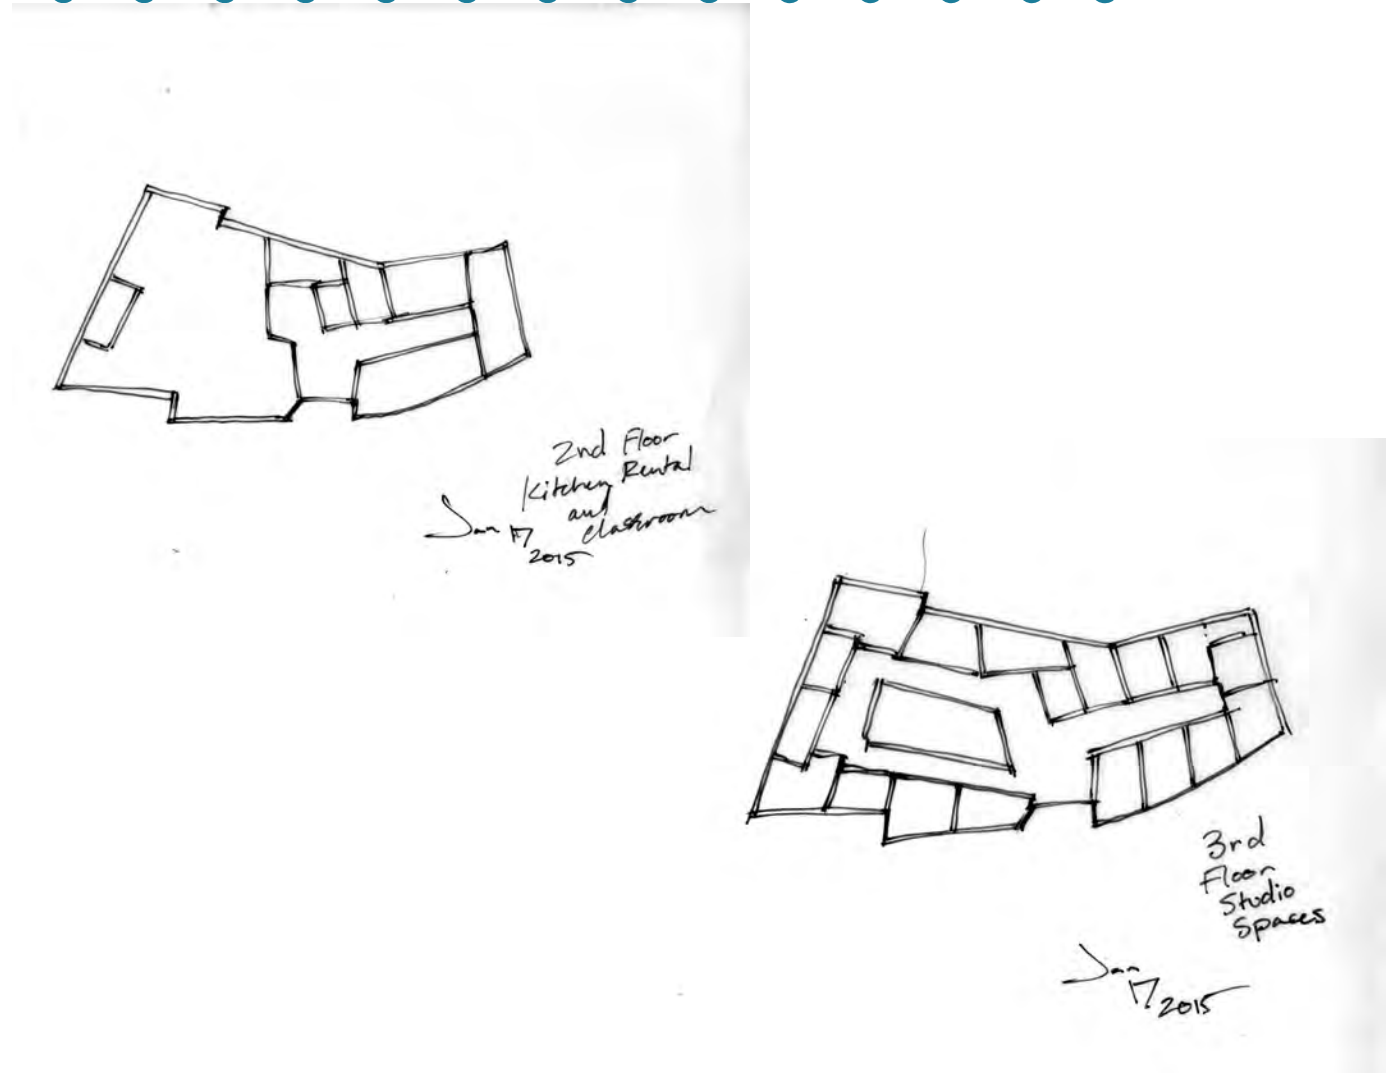 2nd Floor
Kitchen Rental
and
classroom
Jan 17
2015
3rd
Floor
Studio
Spaces
Jan
17
2015